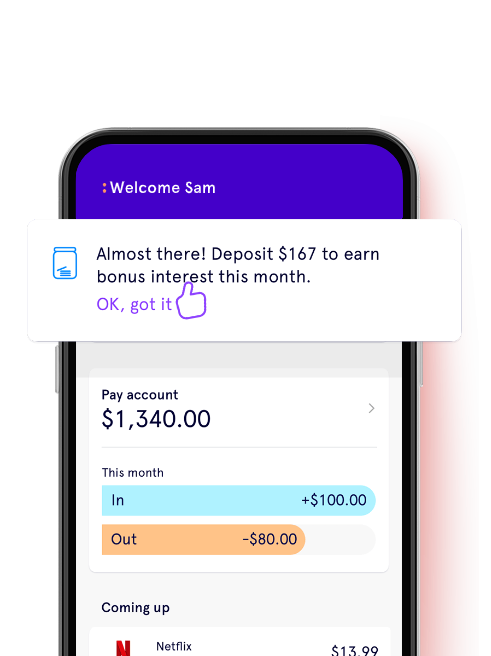 Welcome Sam
Almost there! Deposit $167 to earn
bonus interest this month.
OK, got it
Pay account
$1,340.00
This month
In +$100.00
Out -$80.00
Coming up
N Netflix $13.99